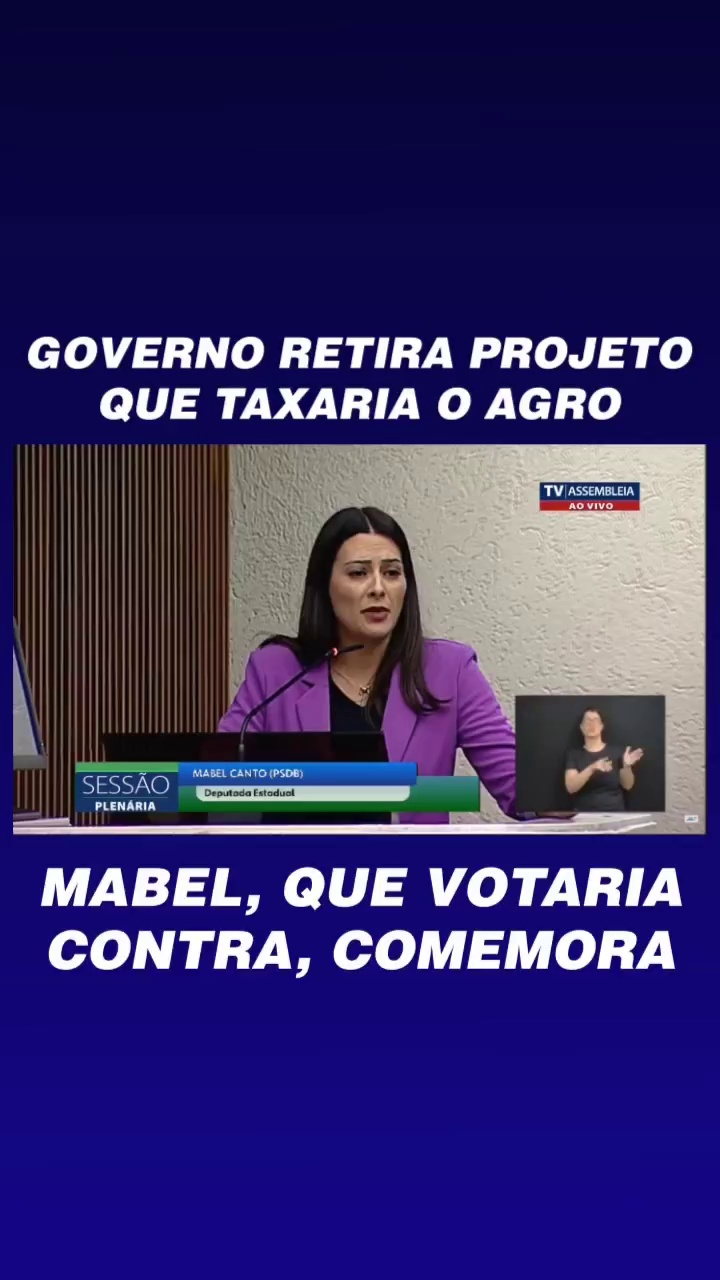 GOVERNO RETIRA PROJETO
QUE TAXARIA O AGRO
TV ASSEMBLEIA
AO VIVO
SESSÃO
PLENÁRIA
MABEL CANTO (PSDB)
Deputada Estadual
MABEL, QUE VOTARIA
CONTRA, COMEMORA